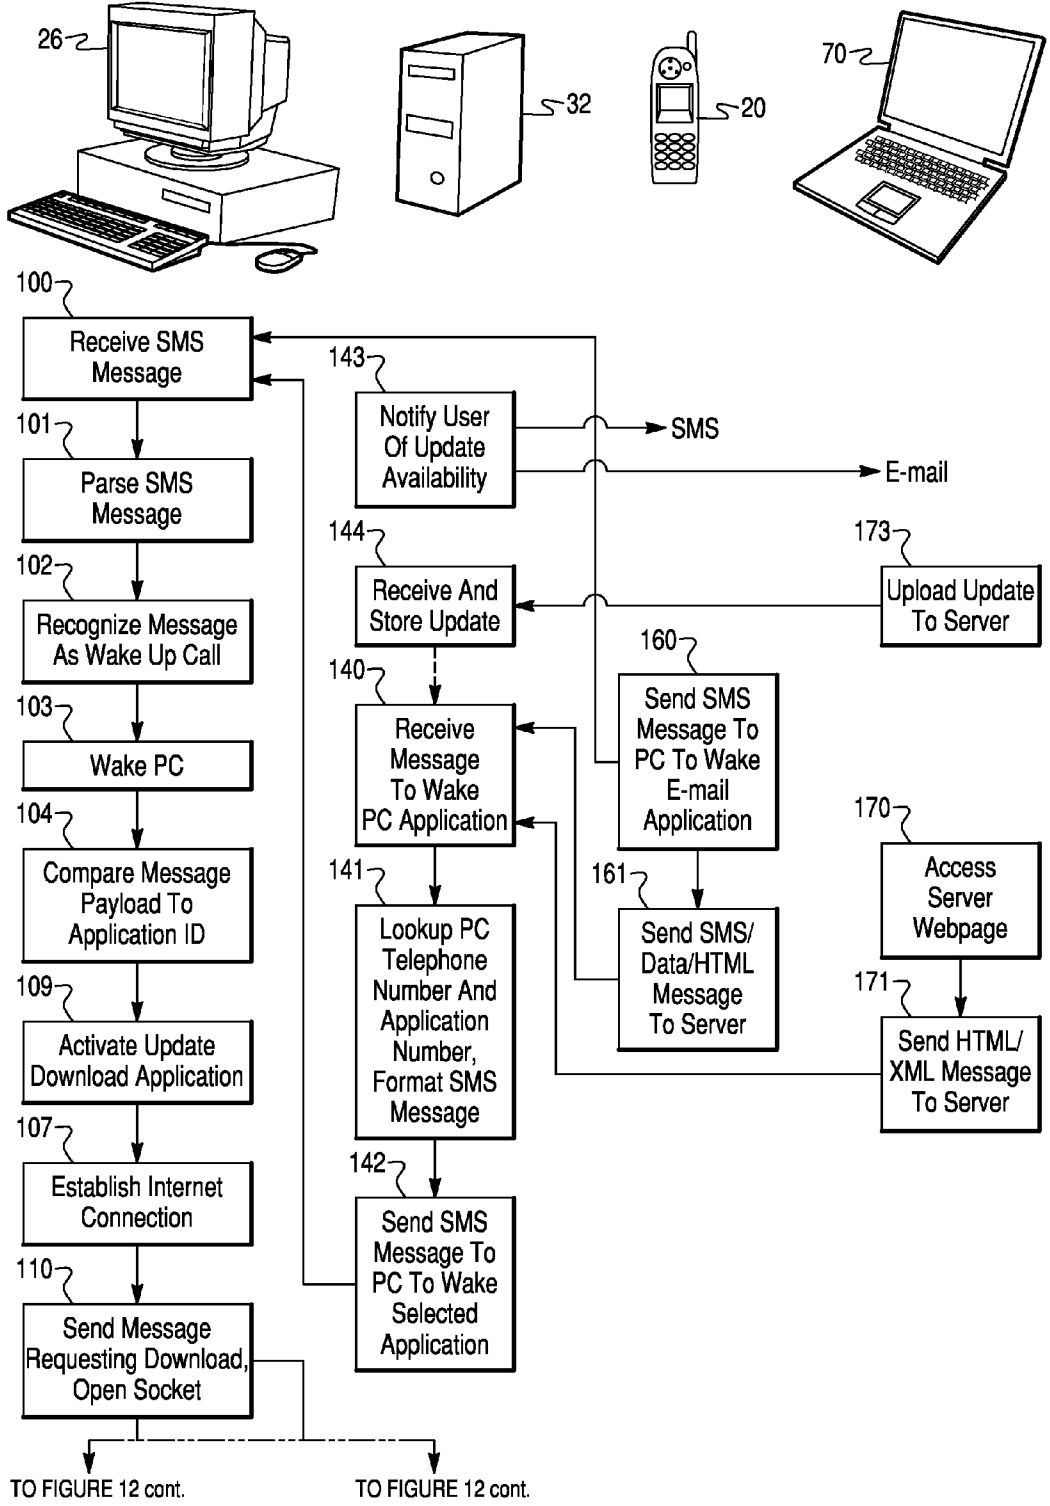 26
32
20
70
100
Receive SMS
Message
101
Parse SMS
Message
102
Recognize Message
As Wake Up Call
103
Wake PC
104
Compare Message
Payload To
Application ID
109
Activate Update
Download Application
107
Establish Internet
Connection
110
Send Message
Requesting Download,
Open Socket
143
Notify User
Of Update
Availability
SMS
E-mail
144
Receive And
Store Update
140
Receive
Message
To Wake
PC Application
141
Lookup PC
Telephone
Number And
Application
Number,
Format SMS
Message
142
Send SMS
Message To
PC To Wake
Selected
Application
160
Send SMS
Message To
PC To Wake
E-mail
Application
161
Send SMS/
Data/HTML
Message
To Server
173
Upload Update
To Server
170
Access
Server
Webpage
171
Send HTML/
XML Message
To Server
TO FIGURE 12 cont.
TO FIGURE 12 cont.